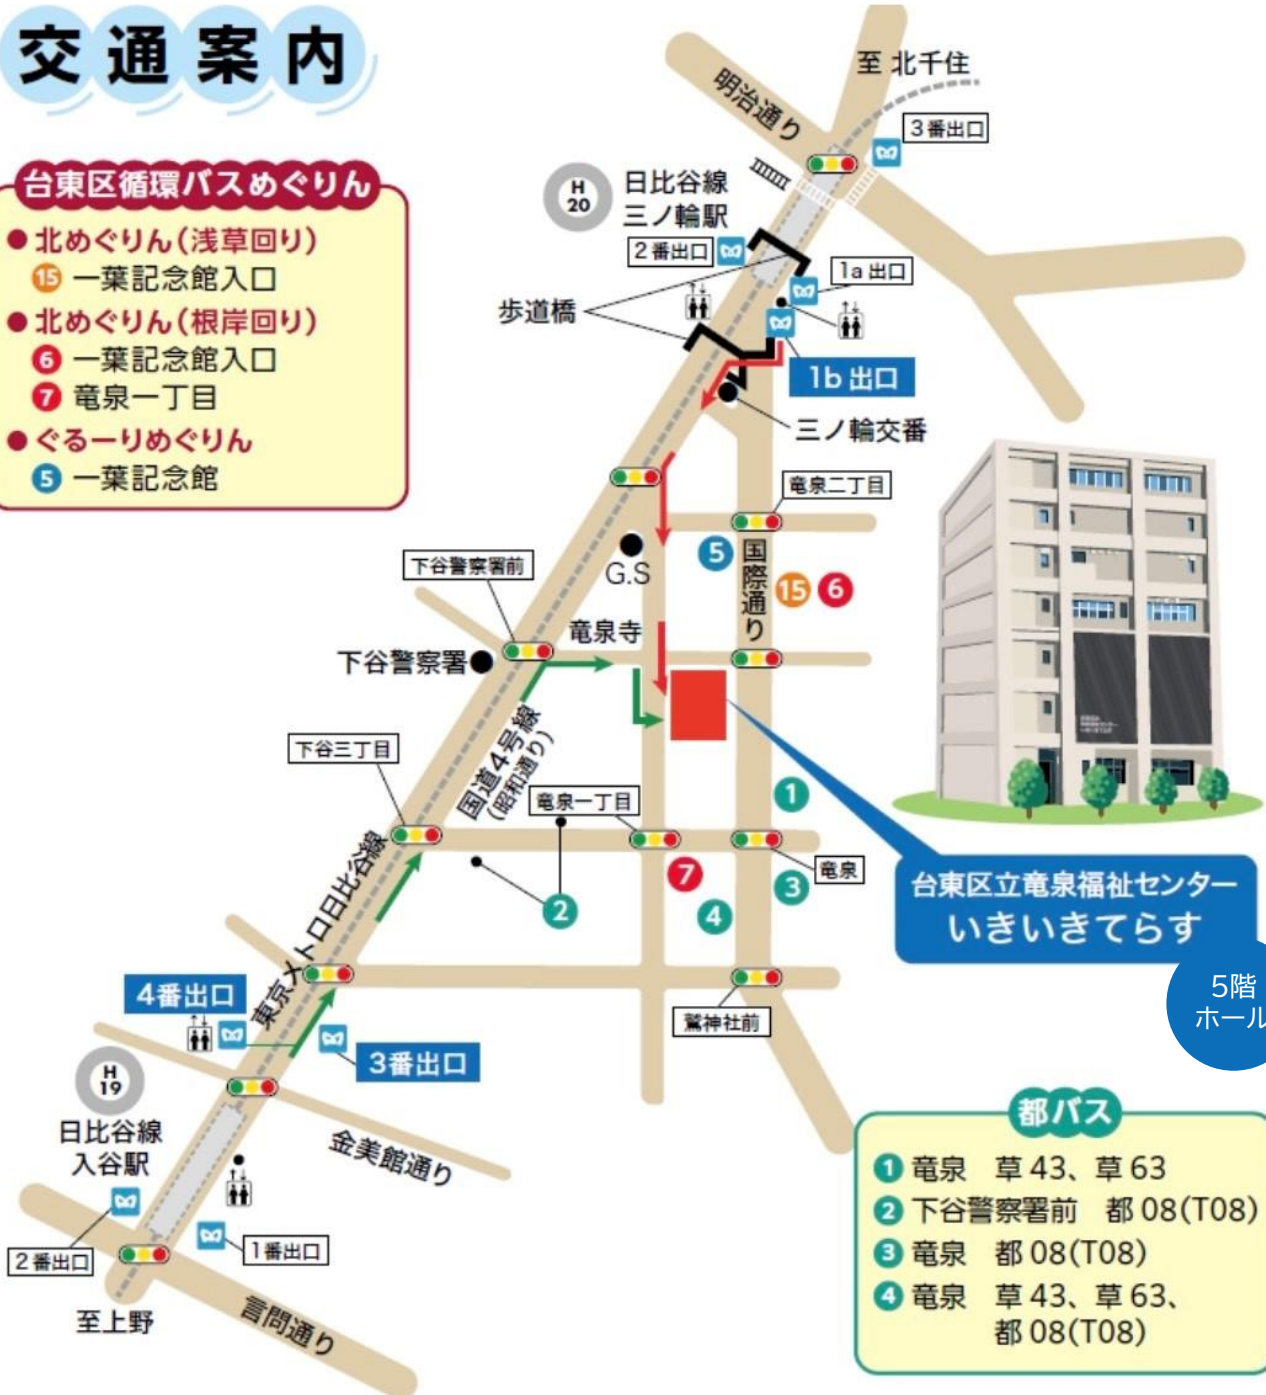 交通案内
台東区循環バスめぐりん
●北めぐりん(浅草回り)
15 一葉記念館入口
●北めぐりん(根岸回り)
6 一葉記念館入口
7 竜泉一丁目
●ぐるーりめぐりん
5 一葉記念館
至 北千住
明治通り
3番出口
H
20
日比谷線
三ノ輪駅
2番出口
1a 出口
歩道橋
1b 出口
三ノ輪交番
竜泉二丁目
5
国際通り
15
6
G.S
下谷警察署前
竜泉寺
下谷警察署
国道4号線
(昭和通り)
下谷三丁目
竜泉一丁目
1
竜泉
7
3
2
4
台東区立竜泉福祉センター
いきいきてらす
5階
ホール
東京メトロ日比谷線
4番出口
3番出口
鷲神社前
H
19
日比谷線
入谷駅
金美館通り
2番出口
1番出口
至上野
言問通り
都バス
1 竜泉 草43、草63
2 下谷警察署前 都08(T08)
3 竜泉 都08(T08)
4 竜泉 草43、草63、
都08(T08)